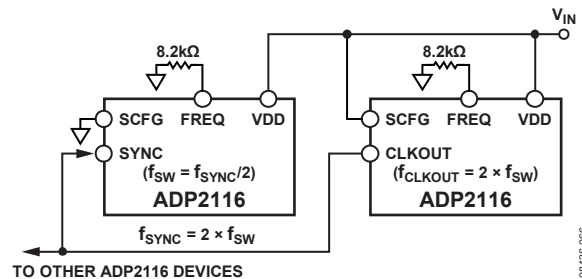 V_IN
8.2kΩ
8.2kΩ
SCFG FREQ VDD
SCFG FREQ VDD
SYNC
CLKOUT
(f_SW = f_SYNC/2)
(f_CLKOUT = 2 × f_SW)
ADP2116
ADP2116
f_SYNC = 2 × f_SW
TO OTHER ADP2116 DEVICES